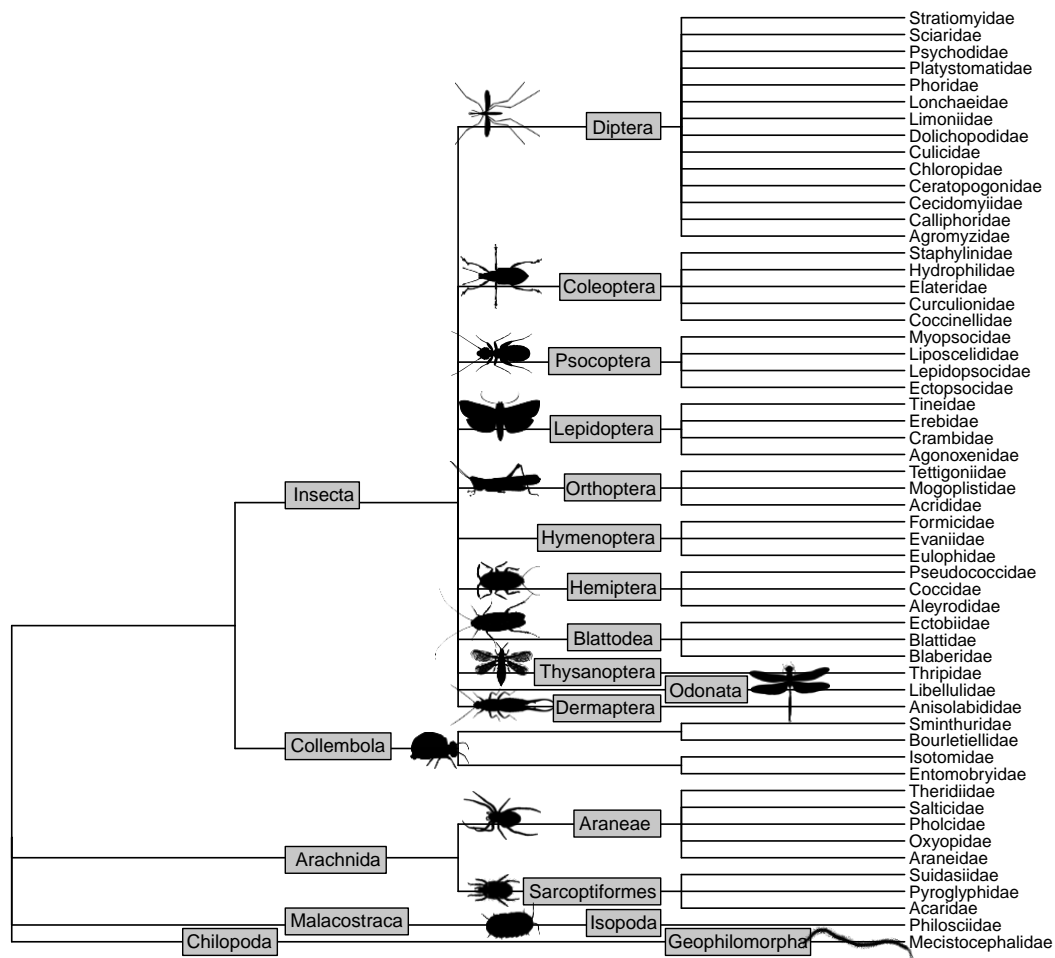 Stratiomyidae
Sciaridae
Psychodidae
Platystomatidae
Phoridae
Lonchaeidae
Limoniidae
Diptera
Dolichopodidae
Culicidae
Chloropidae
Ceratopogonidae
Cecidomyiidae
Calliphoridae
Agromyzidae
Staphylinidae
Hydrophilidae
Coleoptera
Elateridae
Curculionidae
Coccinellidae
Myopsocidae
Liposcelididae
Psocoptera
Lepidopsocidae
Ectopsocidae
Tineidae
Erebidae
Lepidoptera
Crambidae
Agonoxenidae
Tettigoniidae
Orthoptera
Mogoplistidae
Insecta
Acrididae
Formicidae
Hymenoptera
Evaniidae
Eulophidae
Pseudococcidae
Hemiptera
Coccidae
Aleyrodidae
Ectobiidae
Blattodea
Blattidae
Blaberidae
Thysanoptera
Thripidae
Odonata
Libellulidae
Dermaptera
Anisolabididae
Sminthuridae
Collembola
Bourletiellidae
Isotomidae
Entomobryidae
Theridiidae
Salticidae
Araneae
Pholcidae
Oxyopidae
Arachnida
Araneidae
Suidasiidae
Sarcoptiformes
Pyroglyphidae
Acaridae
Malacostraca
Isopoda
Philosciidae
Chilopoda
Geophilomorpha
Mecistocephalidae